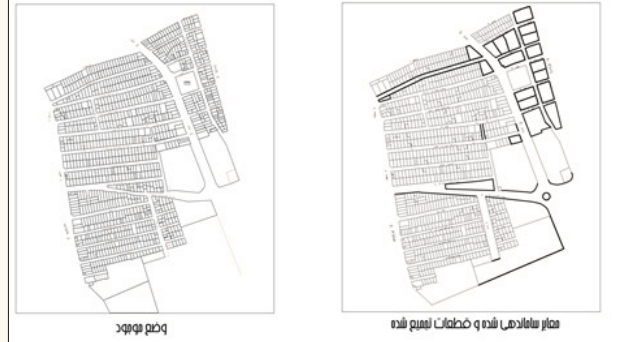 وضع موجود
معابر ساماندهی شده و قطعات تجمیع شده